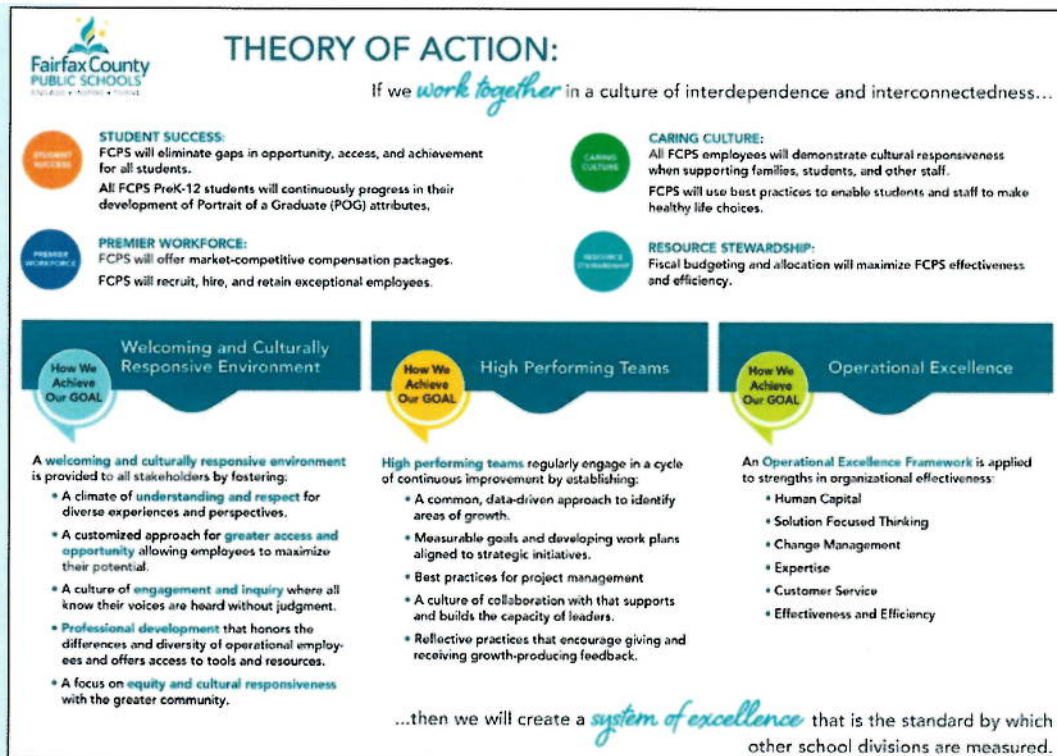 Fairfax County
PUBLIC SCHOOLS
ENGAGE • INSPIRE • THRIVE
THEORY OF ACTION:
If we work together in a culture of interdependence and interconnectedness...
STUDENT SUCCESS
STUDENT SUCCESS:
FCPS will eliminate gaps in opportunity, access, and achievement
for all students.
All FCPS PreK-12 students will continuously progress in their
development of Portrait of a Graduate (POG) attributes.
CARING CULTURE
CARING CULTURE:
All FCPS employees will demonstrate cultural responsiveness
when supporting families, students, and other staff.
FCPS will use best practices to enable students and staff to make
healthy life choices.
PREMIER WORKFORCE
PREMIER WORKFORCE:
FCPS will offer market-competitive compensation packages.
FCPS will recruit, hire, and retain exceptional employees.
RESOURCE STEWARDSHIP
RESOURCE STEWARDSHIP:
Fiscal budgeting and allocation will maximize FCPS effectiveness
and efficiency.
How We
Achieve
Our GOAL
Welcoming and Culturally
Responsive Environment
A welcoming and culturally responsive environment
is provided to all stakeholders by fostering:
• A climate of understanding and respect for
diverse experiences and perspectives.
• A customized approach for greater access and
opportunity allowing employees to maximize
their potential.
• A culture of engagement and inquiry where all
know their voices are heard without judgment.
• Professional development that honors the
differences and diversity of operational employ-
ees and offers access to tools and resources.
• A focus on equity and cultural responsiveness
with the greater community.
How We
Achieve
Our GOAL
High Performing Teams
High performing teams regularly engage in a cycle
of continuous improvement by establishing:
• A common, data-driven approach to identify
areas of growth.
• Measurable goals and developing work plans
aligned to strategic initiatives.
• Best practices for project management
• A culture of collaboration with that supports
and builds the capacity of leaders.
• Reflective practices that encourage giving and
receiving growth-producing feedback.
How We
Achieve
Our GOAL
Operational Excellence
An Operational Excellence Framework is applied
to strengths in organizational effectiveness:
• Human Capital
• Solution Focused Thinking
• Change Management
• Expertise
• Customer Service
• Effectiveness and Efficiency
...then we will create a system of excellence that is the standard by which
other school divisions are measured.